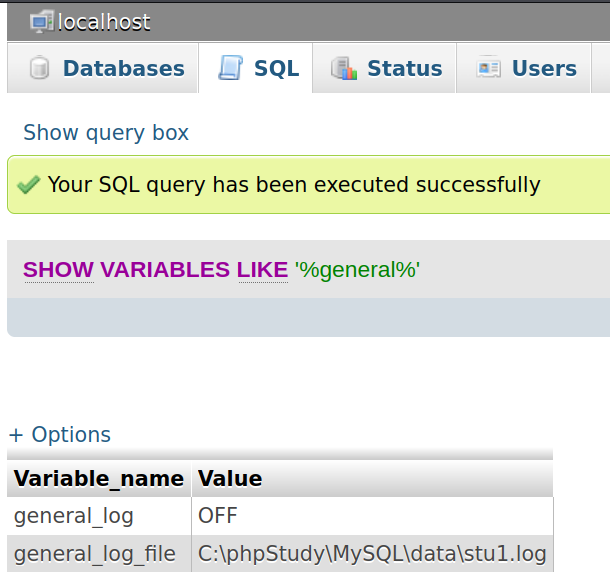 localhost
Databases SQL Status Users
Show query box
Your SQL query has been executed successfully
SHOW VARIABLES LIKE '%general%'
+ Options
Variable_name Value
general_log OFF
general_log_file C:\phpStudy\MySQL\data\stu1.log